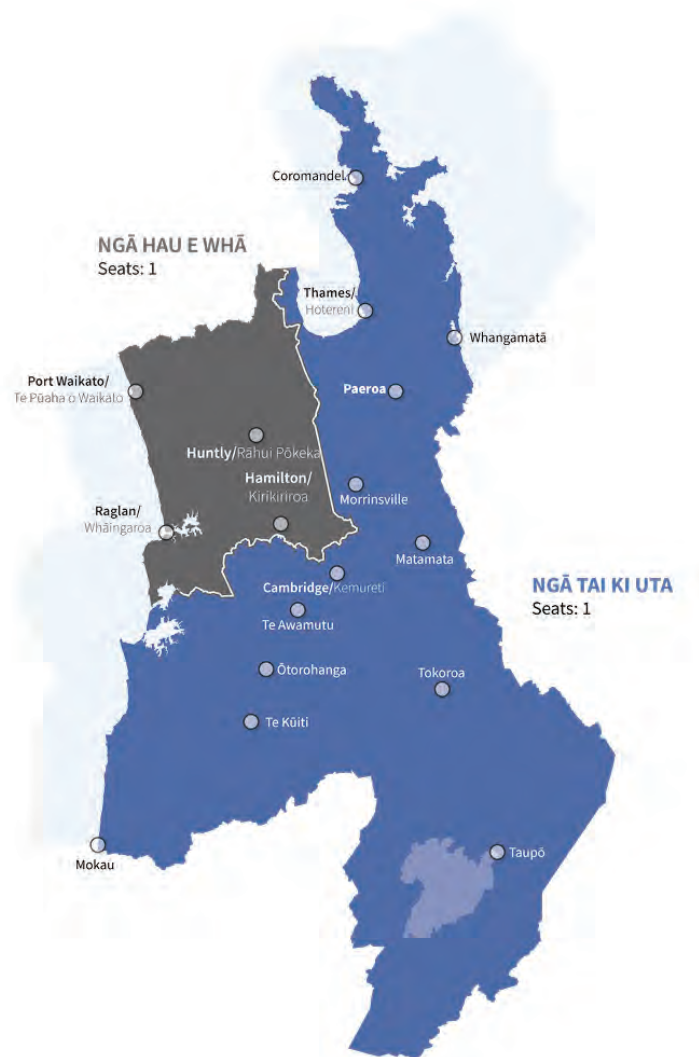 Coromandel
NGĀ HAU E WHĀ
Seats: 1
Thames/
Hotereni
Whangamatā
Port Waikato/
Te Pūaha o Waikato
Paeroa
Huntly/Rāhui Pōkeka
Hamilton/
Kirikiriroa
Morrinsville
Raglan/
Whāingaroa
Matamata
Cambridge/Kemureti
NGĀ TAI KI UTA
Seats: 1
Te Awamutu
Ōtorohanga
Tokoroa
Te Kūiti
Taupō
Mokau